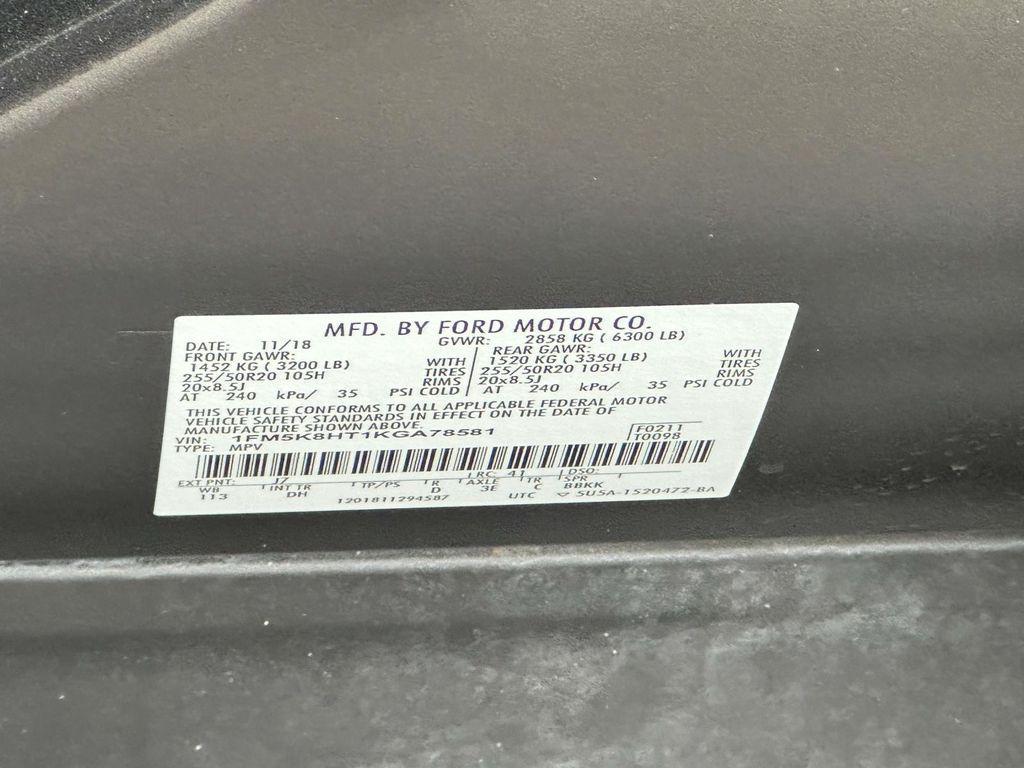 MFD. BY FORD MOTOR CO.
DATE: 11/18 GVWR: 2858 KG ( 6300 LB)
FRONT GAWR: REAR GAWR:
1452 KG ( 3200 LB) WITH 1520 KG ( 3350 LB) WITH
255/50R20 105H TIRES 255/50R20 105H TIRES
20x8.5J RIMS 20x8.5J RIMS
AT 240 kPa/ 35 PSI COLD AT 240 kPa/ 35 PSI COLD
THIS VEHICLE CONFORMS TO ALL APPLICABLE FEDERAL MOTOR
VEHICLE SAFETY STANDARDS IN EFFECT ON THE DATE OF
MANUFACTURE SHOWN ABOVE. F0211
VIN: 1FM5K8HT1KGA78581 T0098
TYPE: MPV
EXT PNT: J7 RC: 41 DSO:
WB INT TR TP/PS R AXLE TR SPR
113 DH D 3E C BBKK
1201811294587 UTC SU5A-1520472-BA